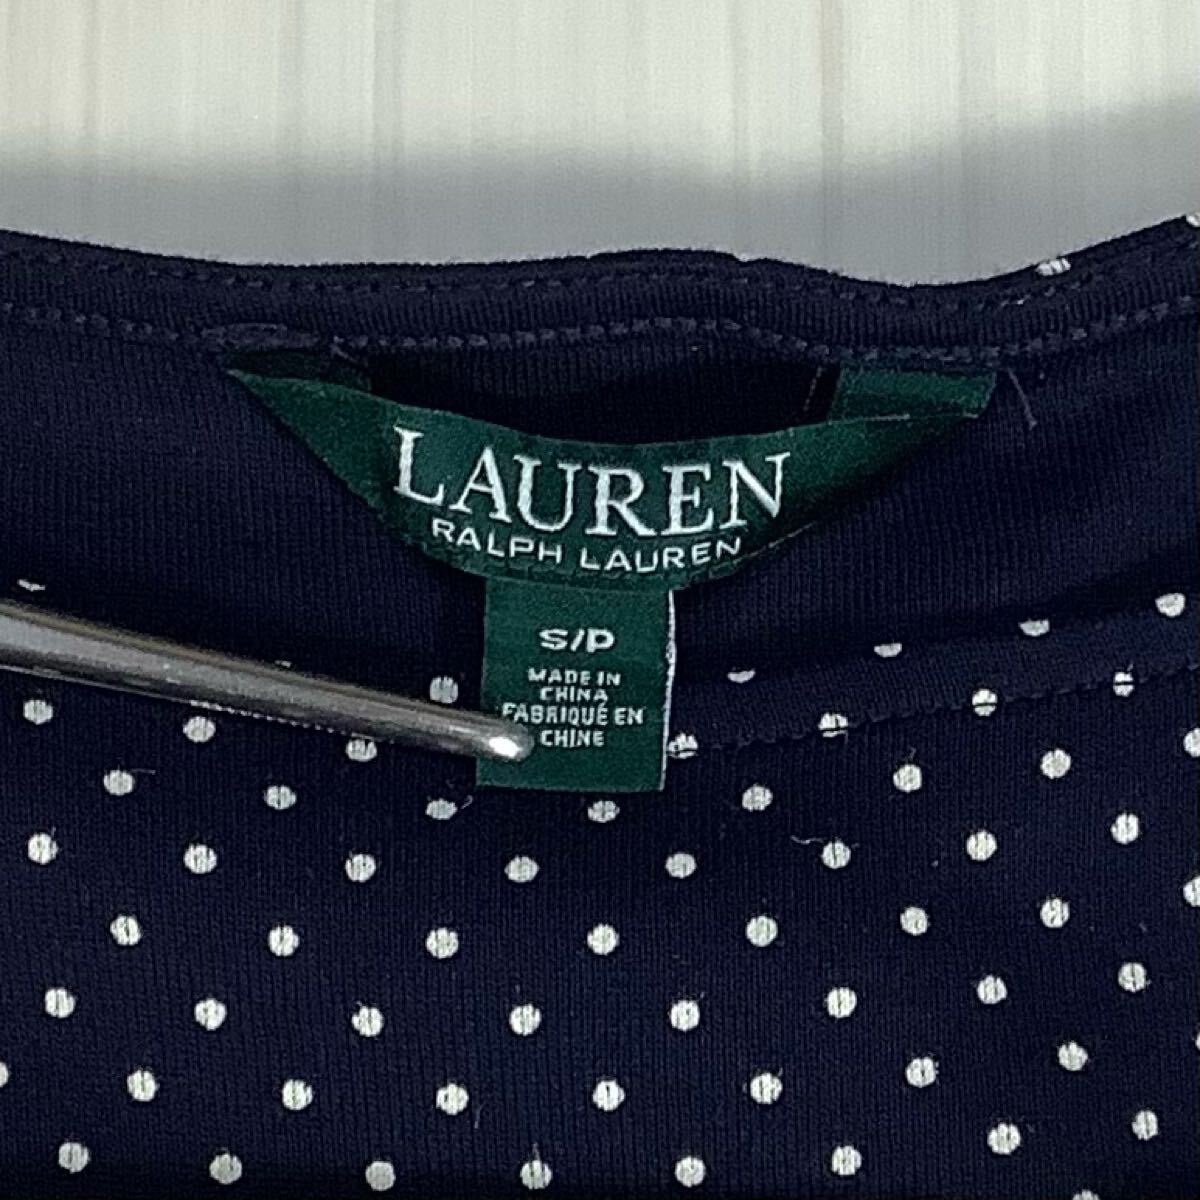 LAUREN
RALPH LAUREN
S/P
MADE IN
CHINA
FABRIQUÉ EN
CHINE